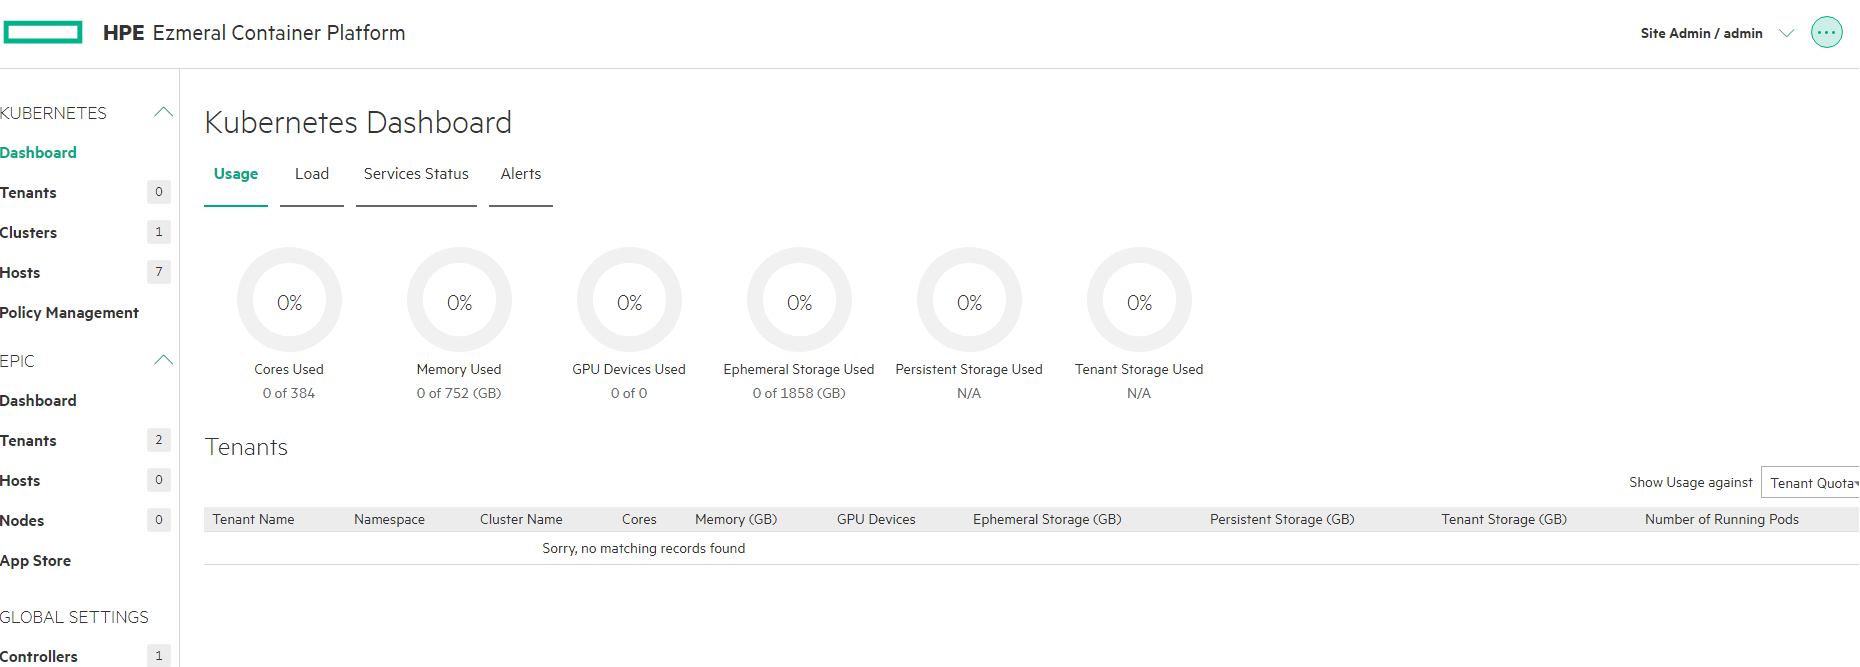 HPE Ezmeral Container Platform
Site Admin / admin
KUBERNETES
Dashboard
Tenants 0
Clusters 1
Hosts 7
Policy Management
EPIC
Dashboard
Tenants 2
Hosts 0
Nodes 0
App Store
GLOBAL SETTINGS
Controllers 1
Kubernetes Dashboard
Usage Load Services Status Alerts
0% 0% 0% 0% 0% 0%
Cores Used Memory Used GPU Devices Used Ephemeral Storage Used Persistent Storage Used Tenant Storage Used
0 of 384 0 of 752 (GB) 0 of 0 0 of 1858 (GB) N/A N/A
Tenants
Show Usage against Tenant Quota
Tenant Name Namespace Cluster Name Cores Memory (GB) GPU Devices Ephemeral Storage (GB) Persistent Storage (GB) Tenant Storage (GB) Number of Running Pods
Sorry, no matching records found